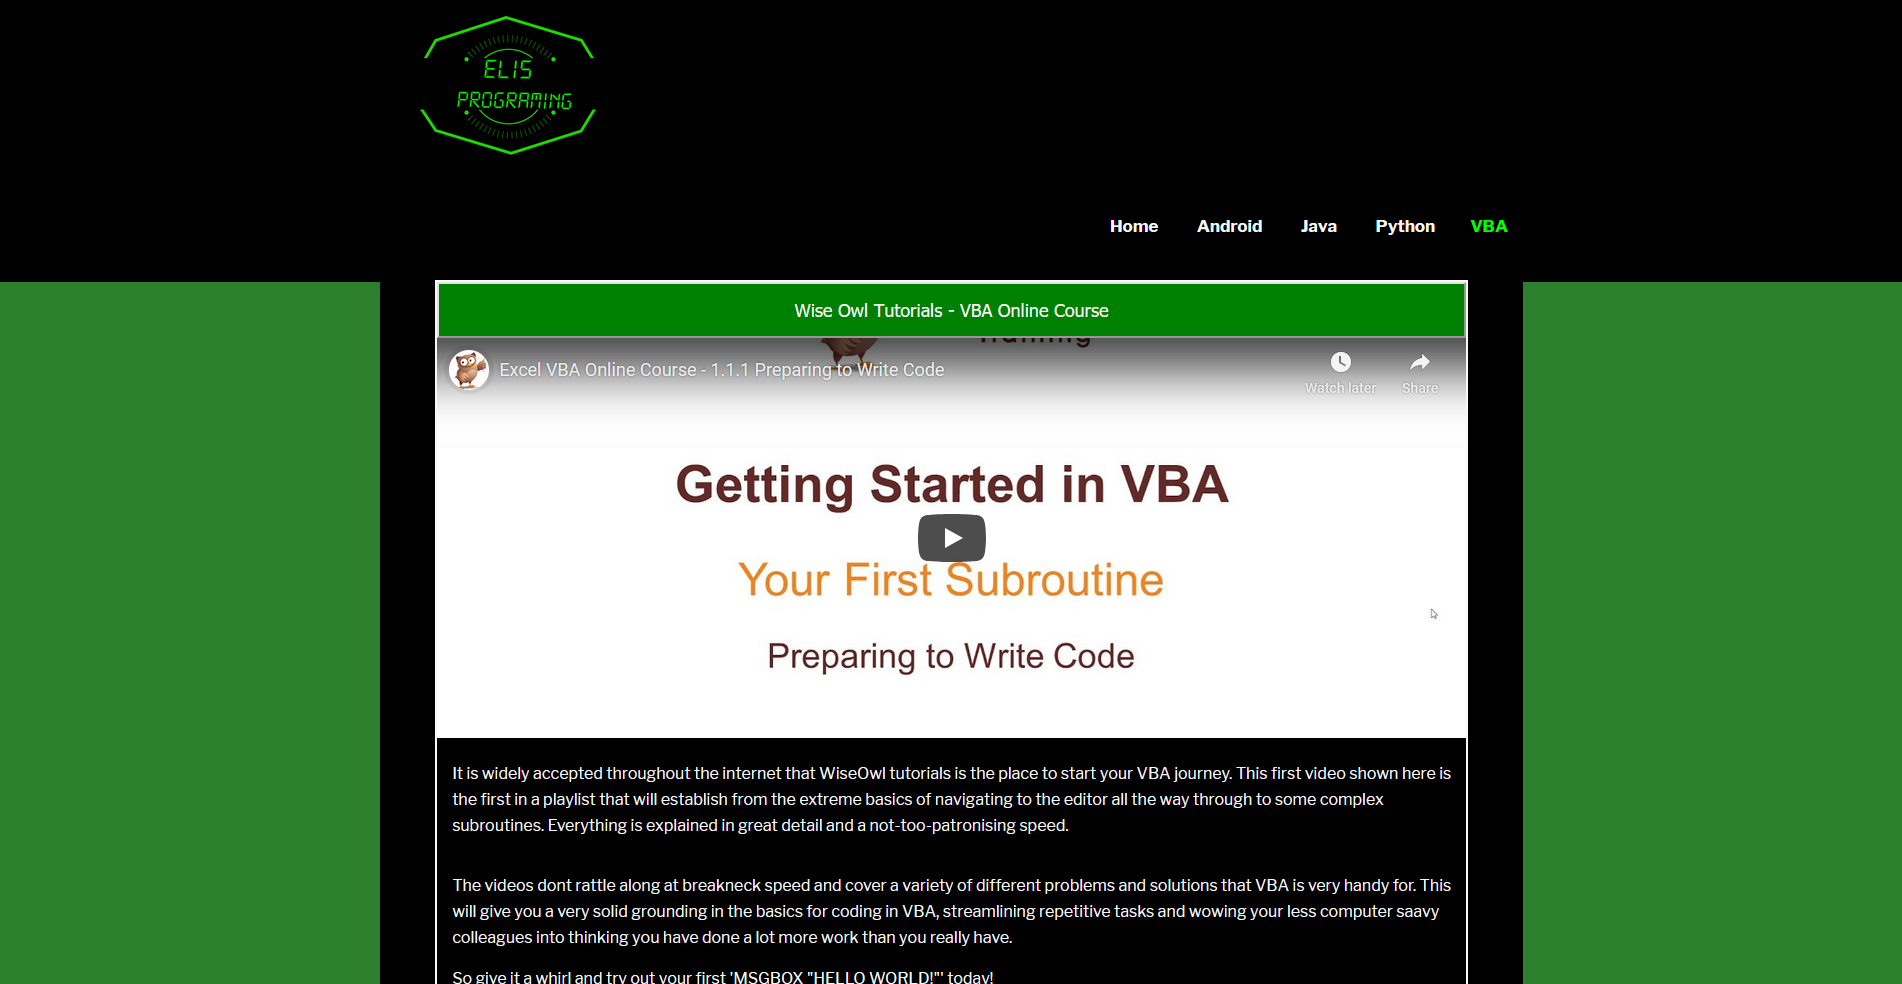 ELIS
PROGRAMING
Home Android Java Python VBA
Wise Owl Tutorials - VBA Online Course
Training
Excel VBA Online Course - 1.1.1 Preparing to Write Code
Watch later Share
Getting Started in VBA
Your First Subroutine
Preparing to Write Code
It is widely accepted throughout the internet that WiseOwl tutorials is the place to start your VBA journey. This first video shown here is
the first in a playlist that will establish from the extreme basics of navigating to the editor all the way through to some complex
subroutines. Everything is explained in great detail and a not-too-patronising speed.
The videos dont rattle along at breakneck speed and cover a variety of different problems and solutions that VBA is very handy for. This
will give you a very solid grounding in the basics for coding in VBA, streamlining repetitive tasks and wowing your less computer saavy
colleagues into thinking you have done a lot more work than you really have.
So give it a whirl and try out your first 'MSGBOX "HELLO WORLD!"' today!